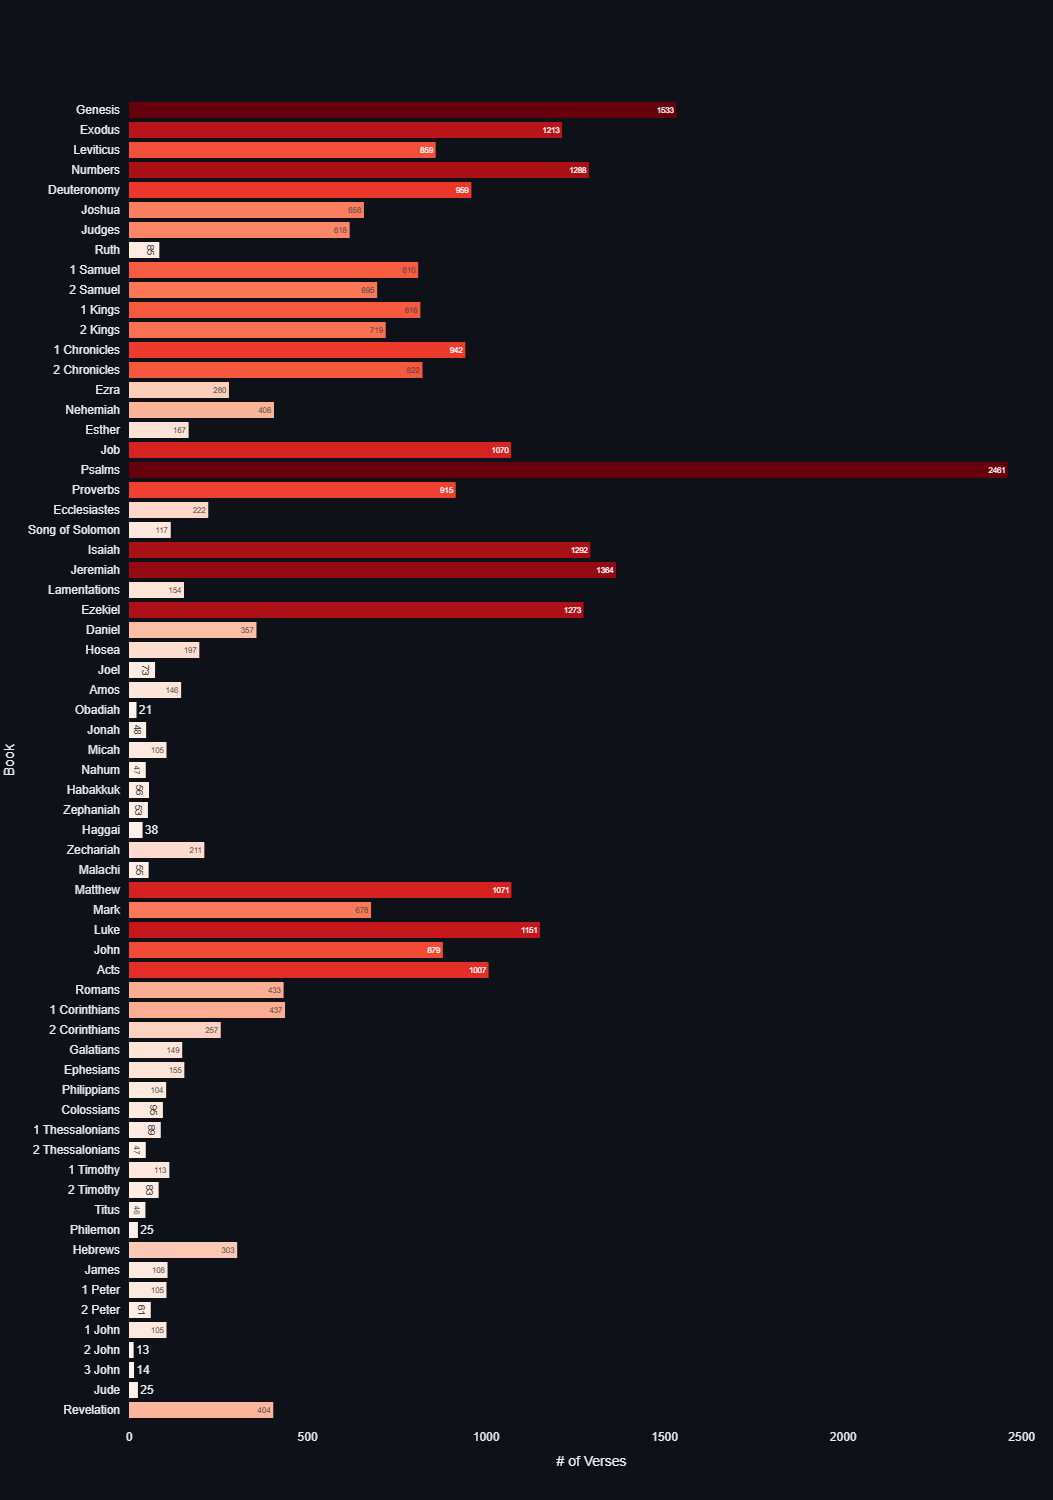 Genesis 1533
Exodus 1213
Leviticus 859
Numbers 1288
Deuteronomy 959
Joshua 658
Judges 618
Ruth 85
1 Samuel 810
2 Samuel 695
1 Kings 816
2 Kings 719
1 Chronicles 942
2 Chronicles 822
Ezra 280
Nehemiah 406
Esther 167
Job 1070
Psalms 2461
Proverbs 915
Ecclesiastes 222
Song of Solomon 117
Isaiah 1292
Jeremiah 1364
Lamentations 154
Ezekiel 1273
Daniel 357
Hosea 197
Joel 73
Amos 146
Obadiah 21
Jonah 48
Micah 105
Nahum 47
Habakkuk 56
Zephaniah 53
Haggai 38
Zechariah 211
Malachi 55
Matthew 1071
Mark 678
Luke 1151
John 879
Acts 1007
Romans 433
1 Corinthians 437
2 Corinthians 257
Galatians 149
Ephesians 155
Philippians 104
Colossians 95
1 Thessalonians 89
2 Thessalonians 47
1 Timothy 113
2 Timothy 83
Titus 46
Philemon 25
Hebrews 303
James 108
1 Peter 105
2 Peter 61
1 John 105
2 John 13
3 John 14
Jude 25
Revelation 404
Book
0 500 1000 1500 2000 2500
# of Verses